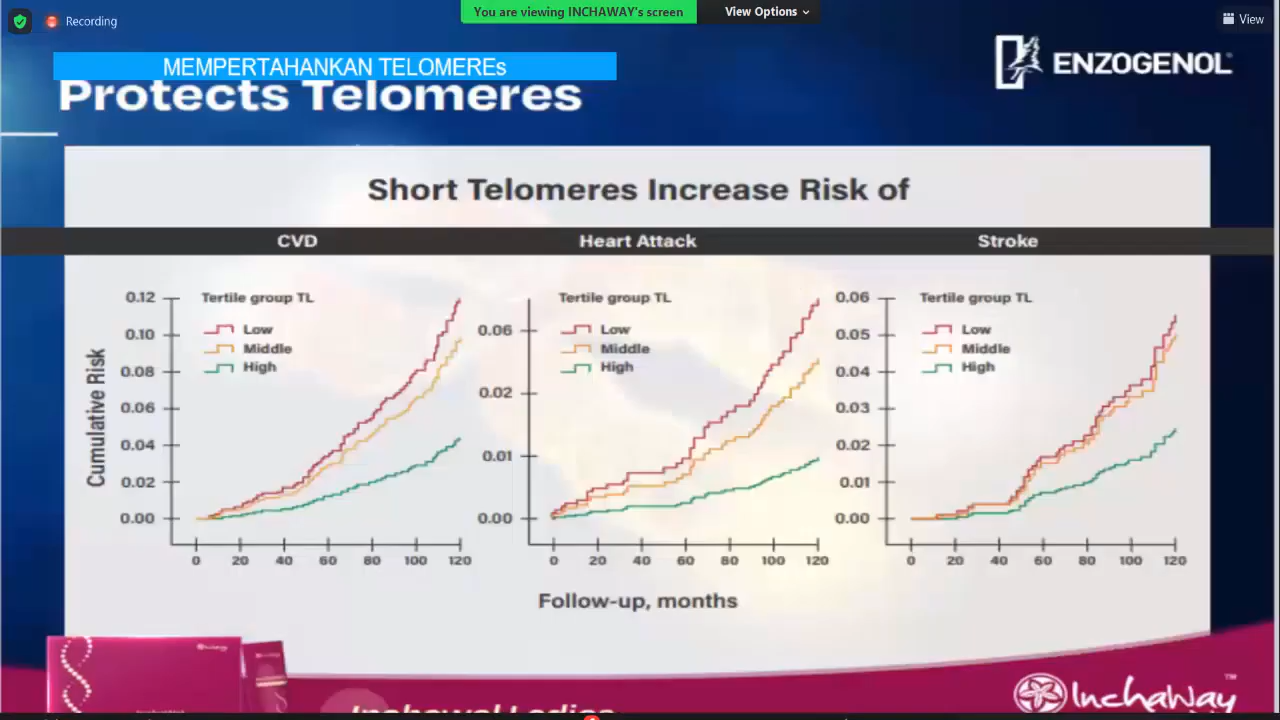 Recording
You are viewing INCHAWAY's screen
View Options
View
MEMPERTAHANKAN TELOMEREs
Protects Telomeres
ENZOGENOL
Short Telomeres Increase Risk of
CVD
Heart Attack
Stroke
Cumulative Risk
0.12
0.10
0.08
0.06
0.04
0.02
0.00
Tertile group TL
Low
Middle
High
0 20 40 60 80 100 120
0.06
0.02
0.01
0.00
Tertile group TL
Low
Middle
High
0 20 40 60 80 100 120
0.06
0.05
0.04
0.03
0.02
0.01
0.00
Tertile group TL
Low
Middle
High
0 20 40 60 80 100 120
Follow-up, months
InchaWay
TM